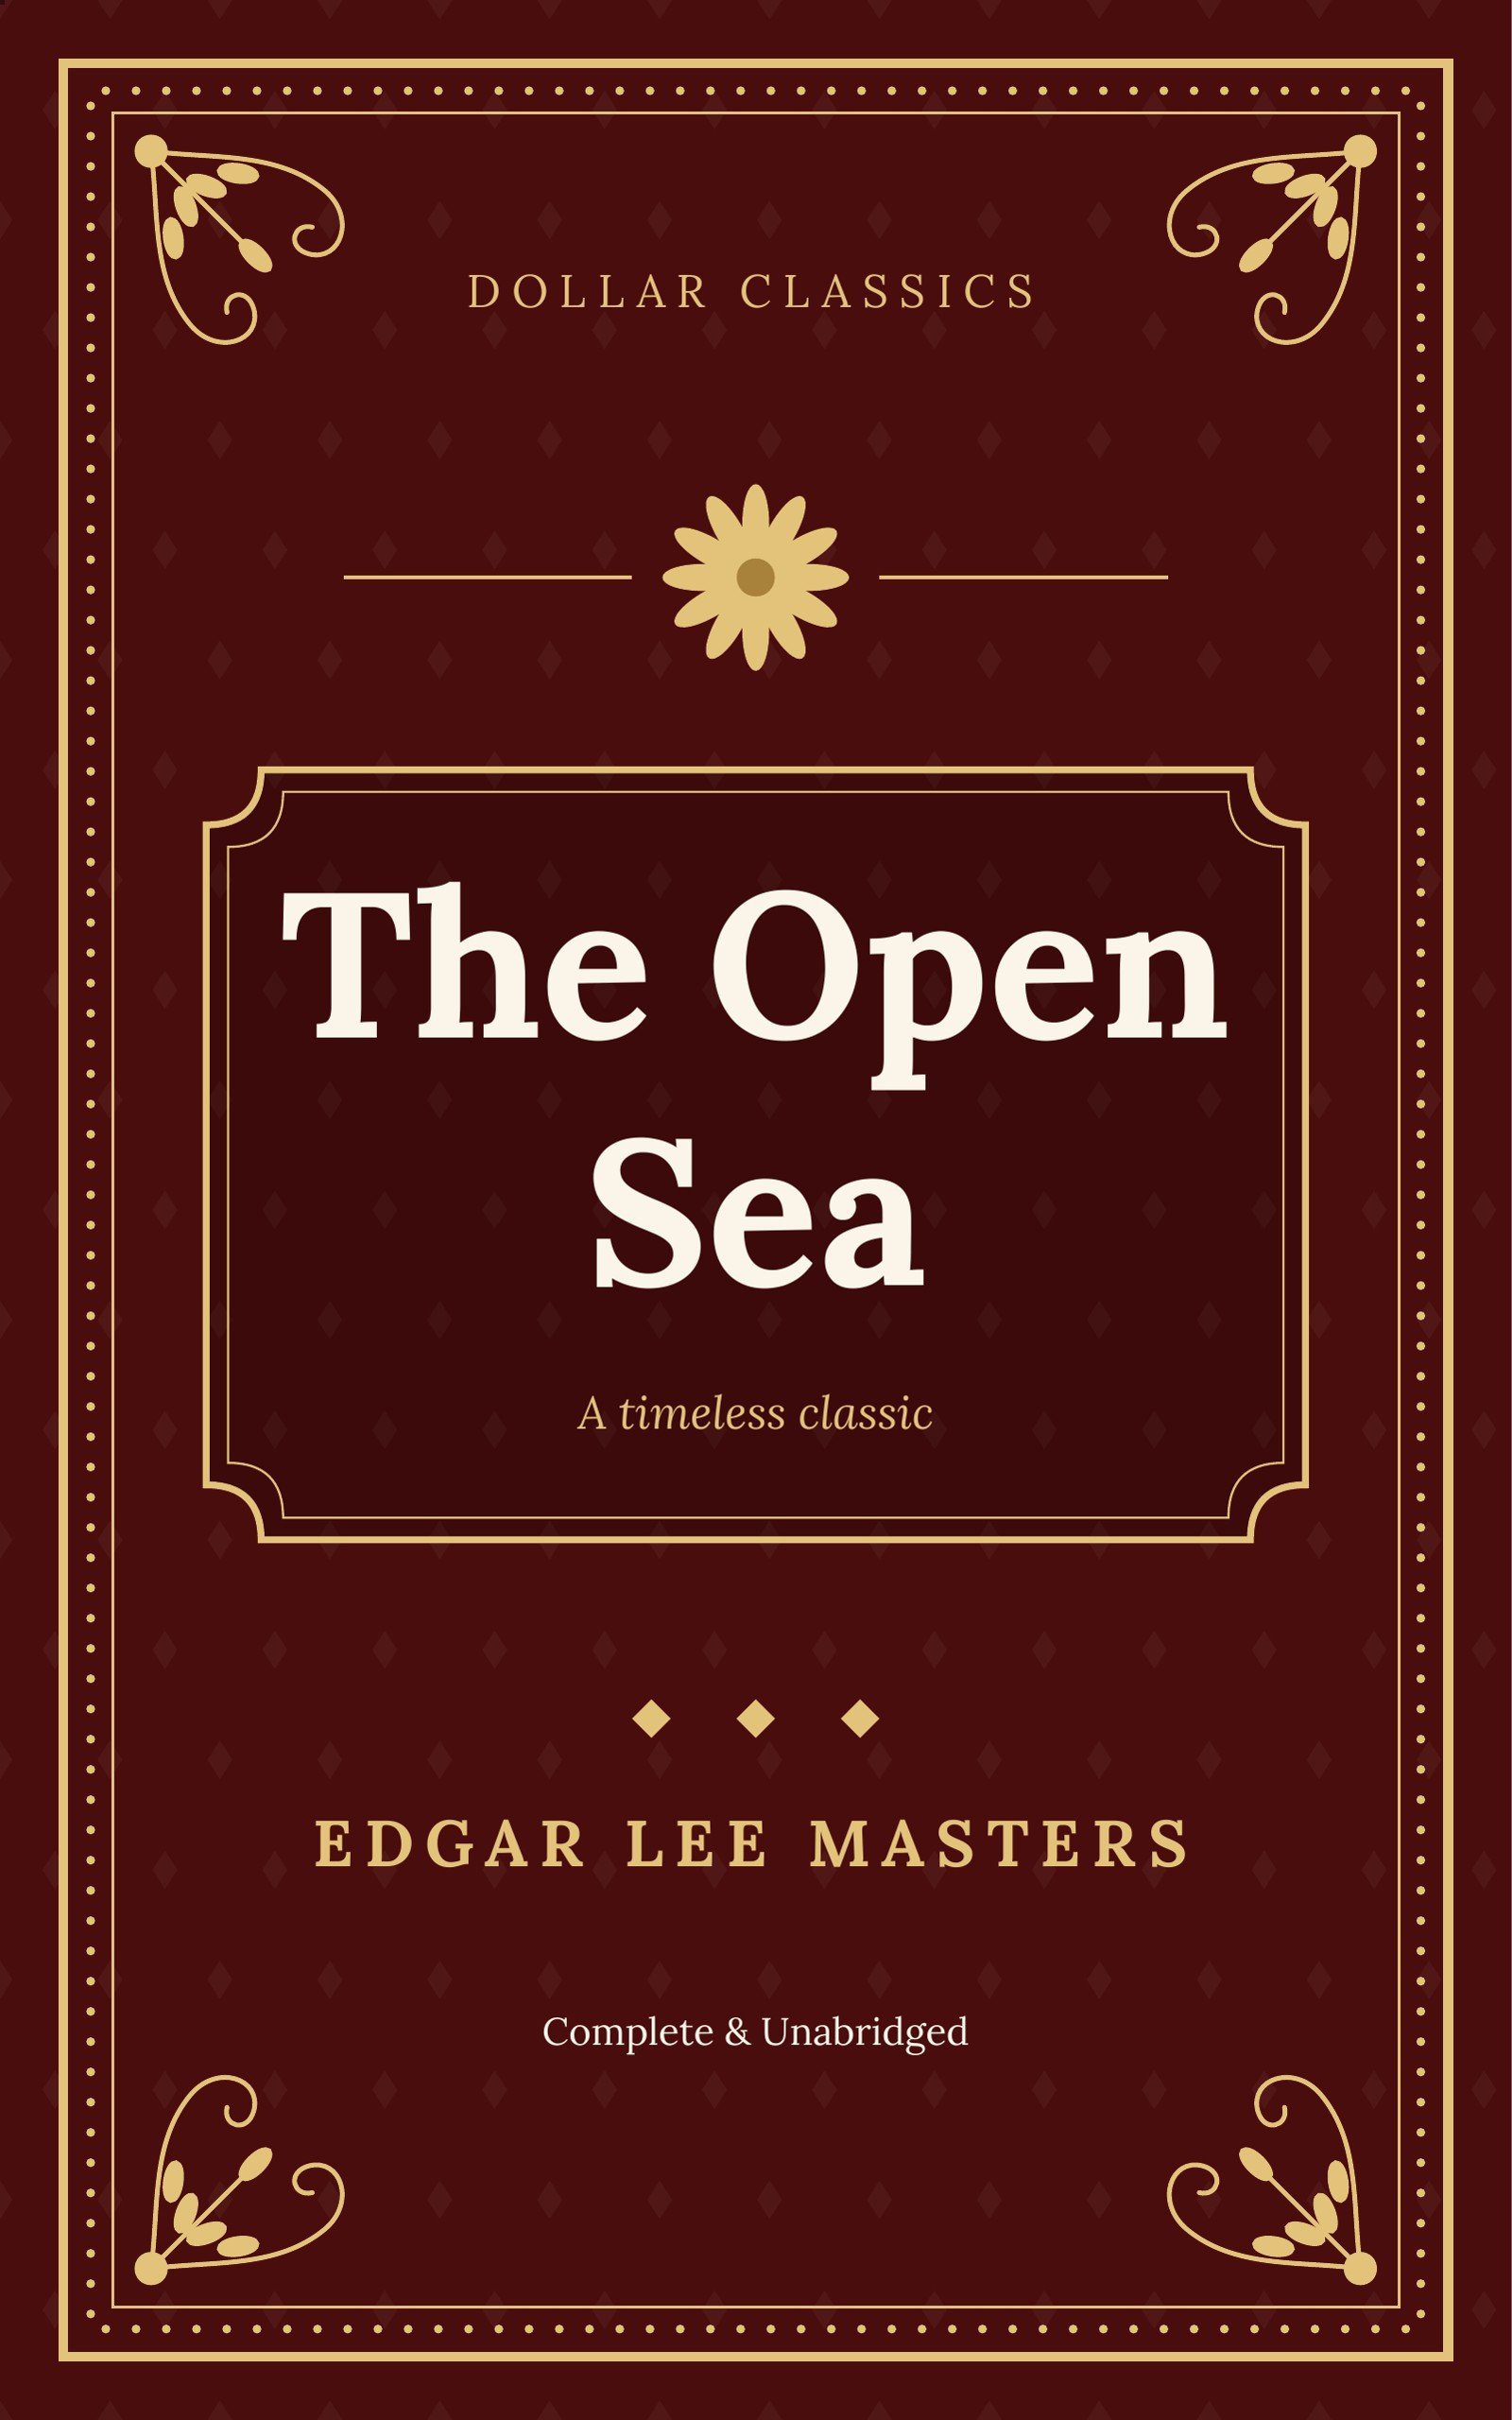 DOLLAR CLASSICS
The Open
Sea
A timeless classic
EDGAR LEE MASTERS
Complete & Unabridged